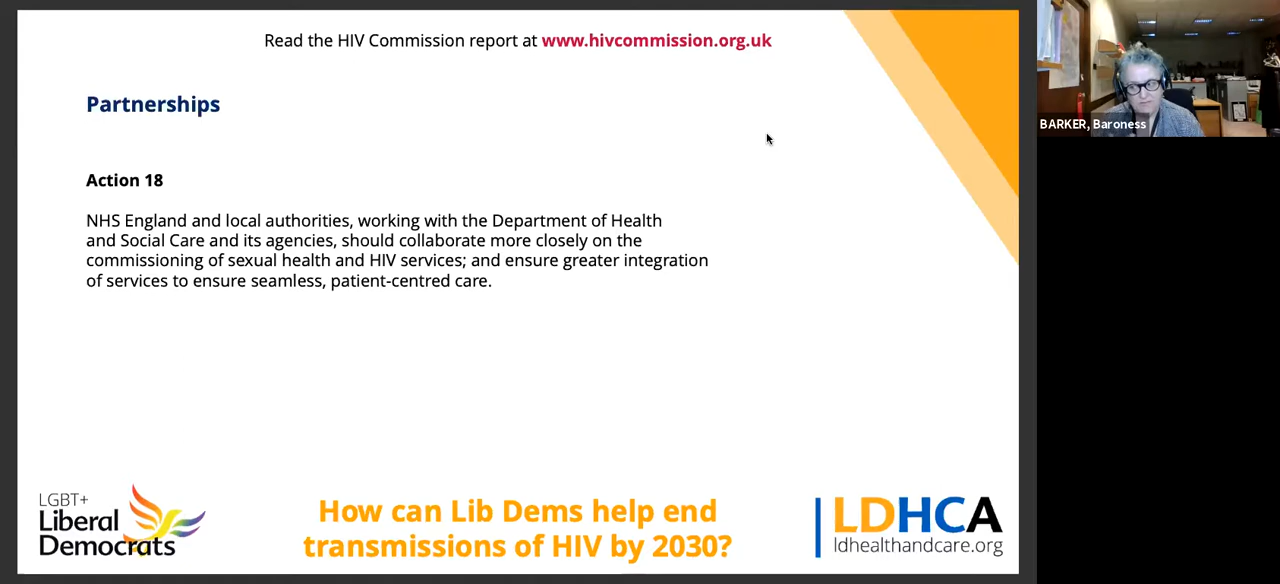 Read the HIV Commission report at www.hivcommission.org.uk
BARKER, Baroness
Partnerships
Action 18
NHS England and local authorities, working with the Department of Health
and Social Care and its agencies, should collaborate more closely on the
commissioning of sexual health and HIV services; and ensure greater integration
of services to ensure seamless, patient-centred care.
LGBT+
Liberal
Democrats
How can Lib Dems help end
transmissions of HIV by 2030?
LDHCA
ldhealthandcare.org